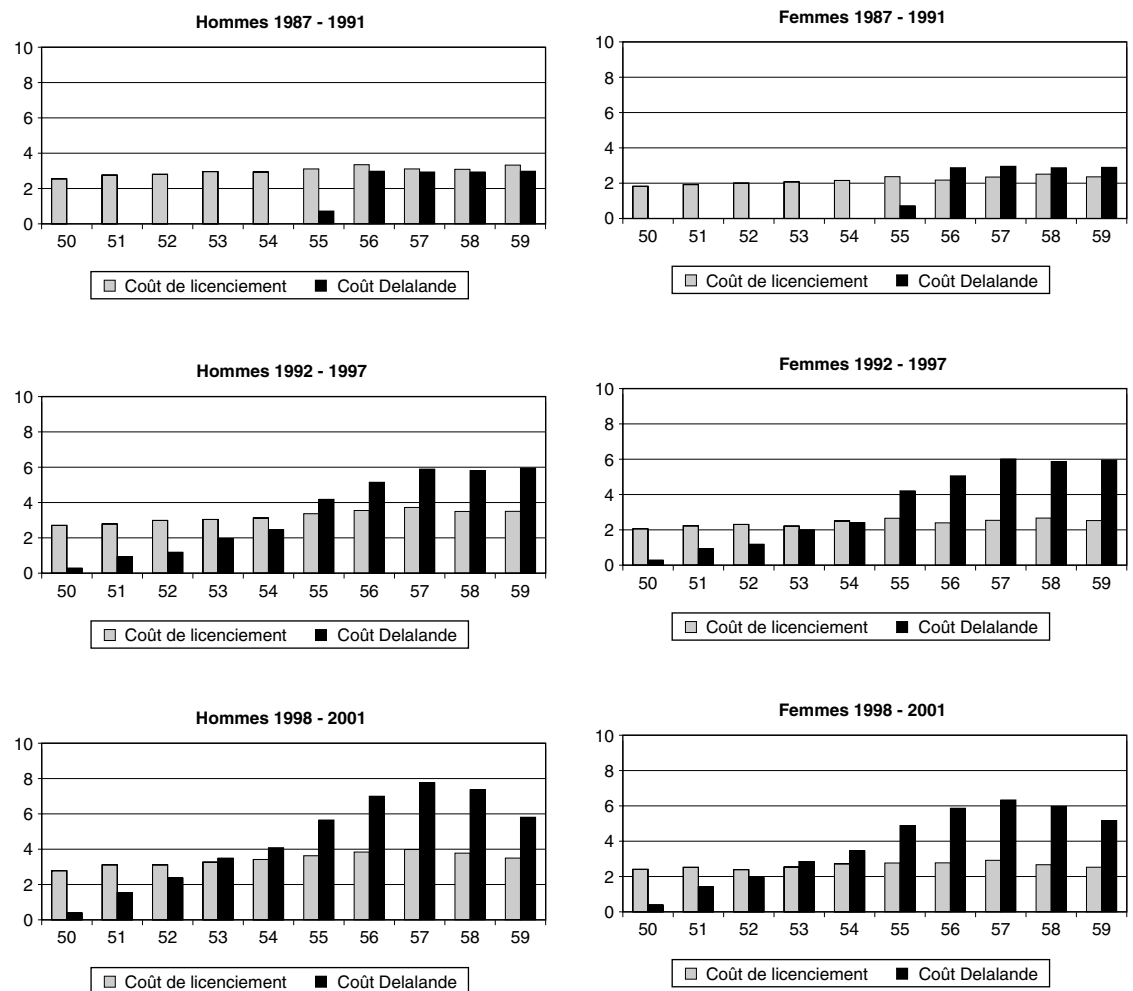 Hommes 1987 - 1991
10
8
6
4
2
0
50 51 52 53 54 55 56 57 58 59
Coût de licenciement Coût Delalande
Femmes 1987 - 1991
10
8
6
4
2
0
50 51 52 53 54 55 56 57 58 59
Coût de licenciement Coût Delalande
Hommes 1992 - 1997
10
8
6
4
2
0
50 51 52 53 54 55 56 57 58 59
Coût de licenciement Coût Delalande
Femmes 1992 - 1997
10
8
6
4
2
0
50 51 52 53 54 55 56 57 58 59
Coût de licenciement Coût Delalande
Hommes 1998 - 2001
10
8
6
4
2
0
50 51 52 53 54 55 56 57 58 59
Coût de licenciement Coût Delalande
Femmes 1998 - 2001
10
8
6
4
2
0
50 51 52 53 54 55 56 57 58 59
Coût de licenciement Coût Delalande